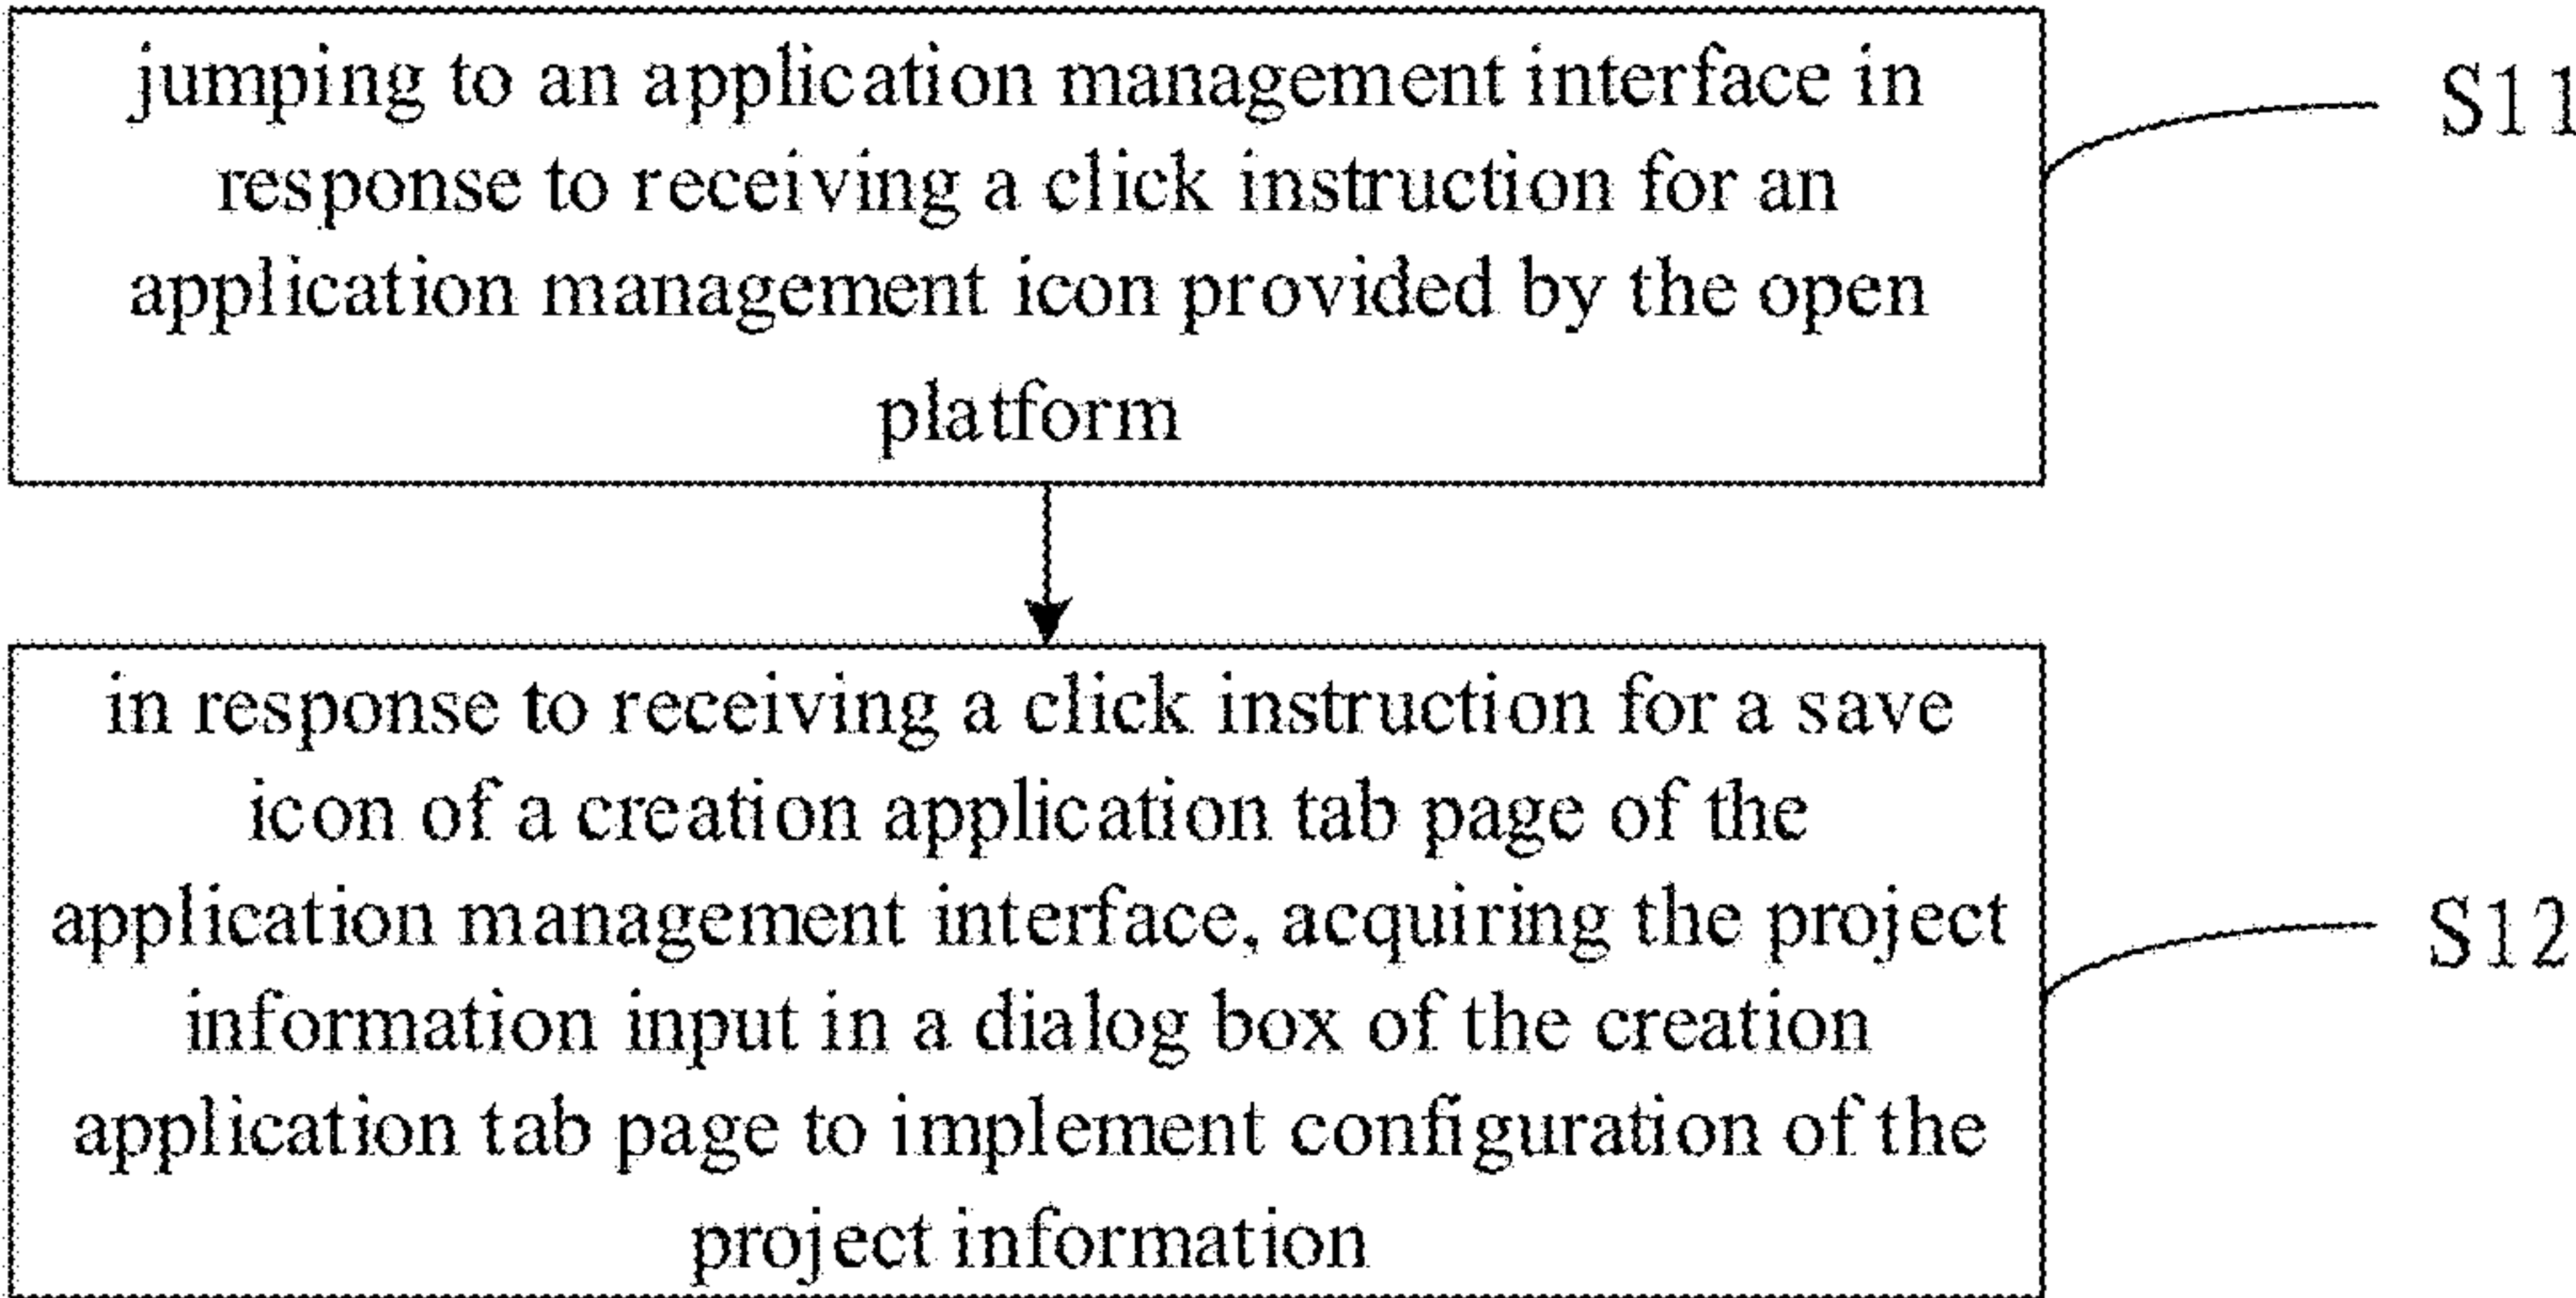 jumping to an application management interface in
response to receiving a click instruction for an
application management icon provided by the open
platform
S11
in response to receiving a click instruction for a save
icon of a creation application tab page of the
application management interface, acquiring the project
information input in a dialog box of the creation
application tab page to implement configuration of the
project information
S12